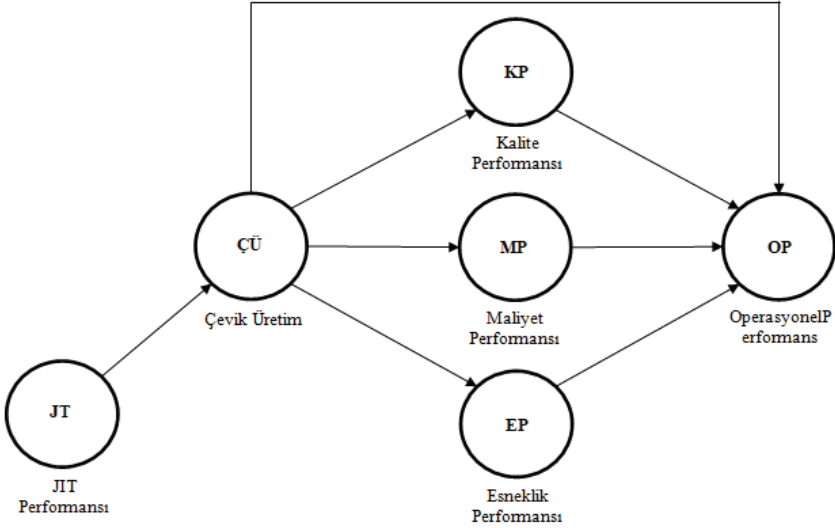 KP
Kalite
Performansı
ÇÜ
Çevik Üretim
MP
Maliyet
Performansı
OP
OperasyonelP
erformans
JT
JIT
Performansı
EP
Esneklik
Performansı